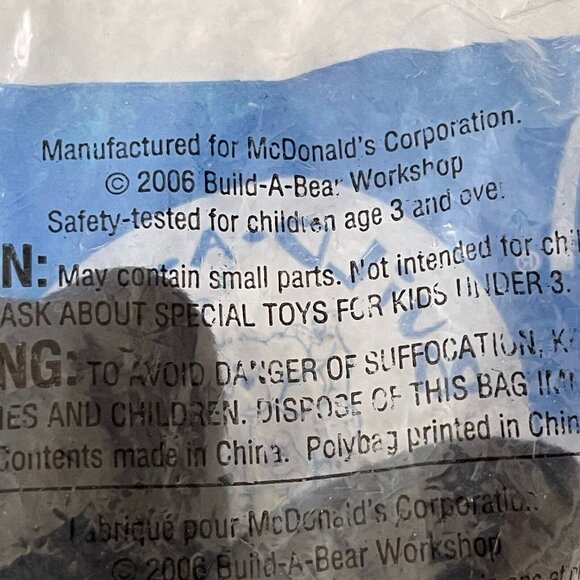 Manufactured for McDonald's Corporation.
© 2006 Build-A-Bear Workshop
Safety-tested for children age 3 and over
N: May contain small parts. Not intended for chil
ASK ABOUT SPECIAL TOYS FOR KIDS UNDER 3.
NG: TO AVOID DANGER OF SUFFOCATION, K
IES AND CHILDREN. DISPOSE OF THIS BAG IM
Contents made in China. Polybag printed in Chin
Fabriqué pour McDonald's Corporation.
© 2006 Build-A-Bear Workshop